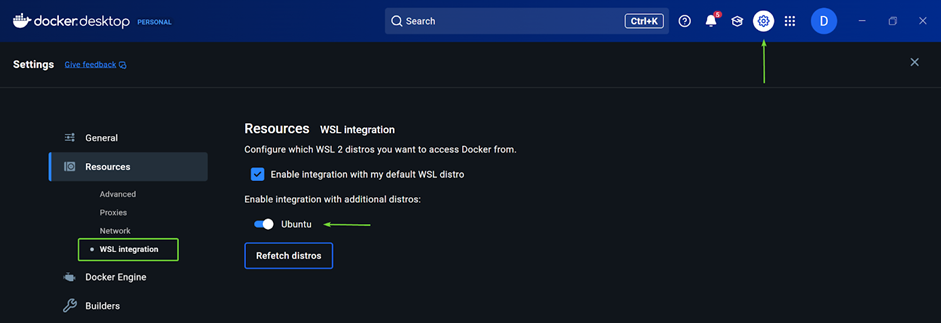 docker.desktop PERSONAL
Search Ctrl+K
5
D
Settings Give feedback
General
Resources
Advanced
Proxies
Network
WSL integration
Docker Engine
Builders
Resources WSL integration
Configure which WSL 2 distros you want to access Docker from.
Enable integration with my default WSL distro
Enable integration with additional distros:
Ubuntu
Refetch distros